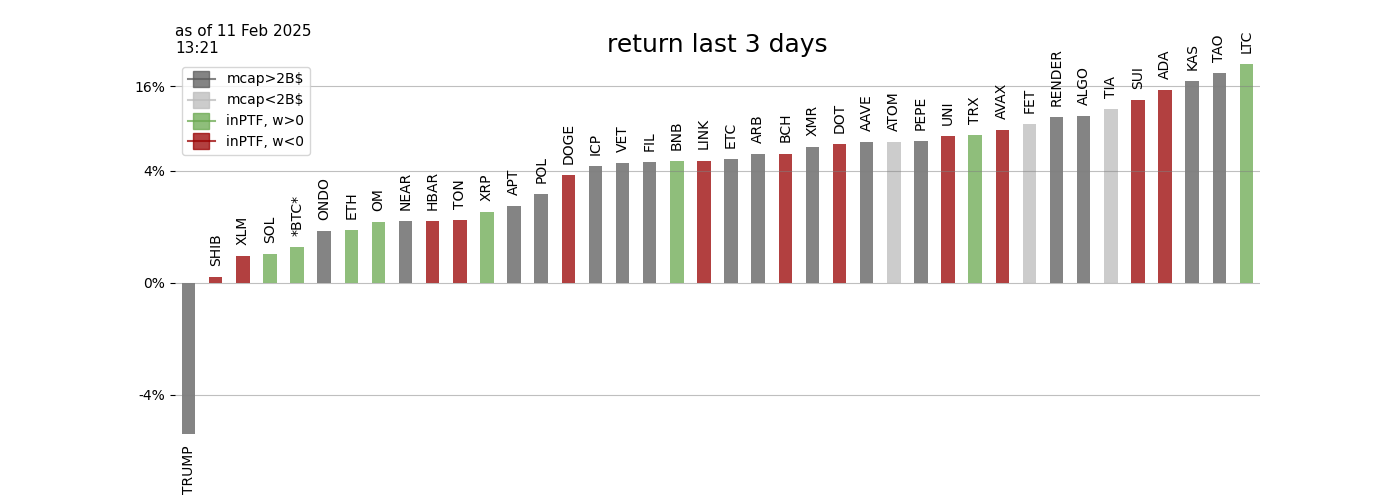 as of 11 Feb 2025
13:21
return last 3 days
mcap>2B$
mcap<2B$
inPTF, w>0
inPTF, w<0
16%
4%
0%
-4%
TRUMP
SHIB
XLM
SOL
*BTC*
ONDO
ETH
OM
NEAR
HBAR
TON
XRP
APT
POL
DOGE
ICP
VET
FIL
BNB
LINK
ETC
ARB
BCH
XMR
DOT
AAVE
ATOM
PEPE
UNI
TRX
AVAX
FET
RENDER
ALGO
TIA
SUI
ADA
KAS
TAO
LTC